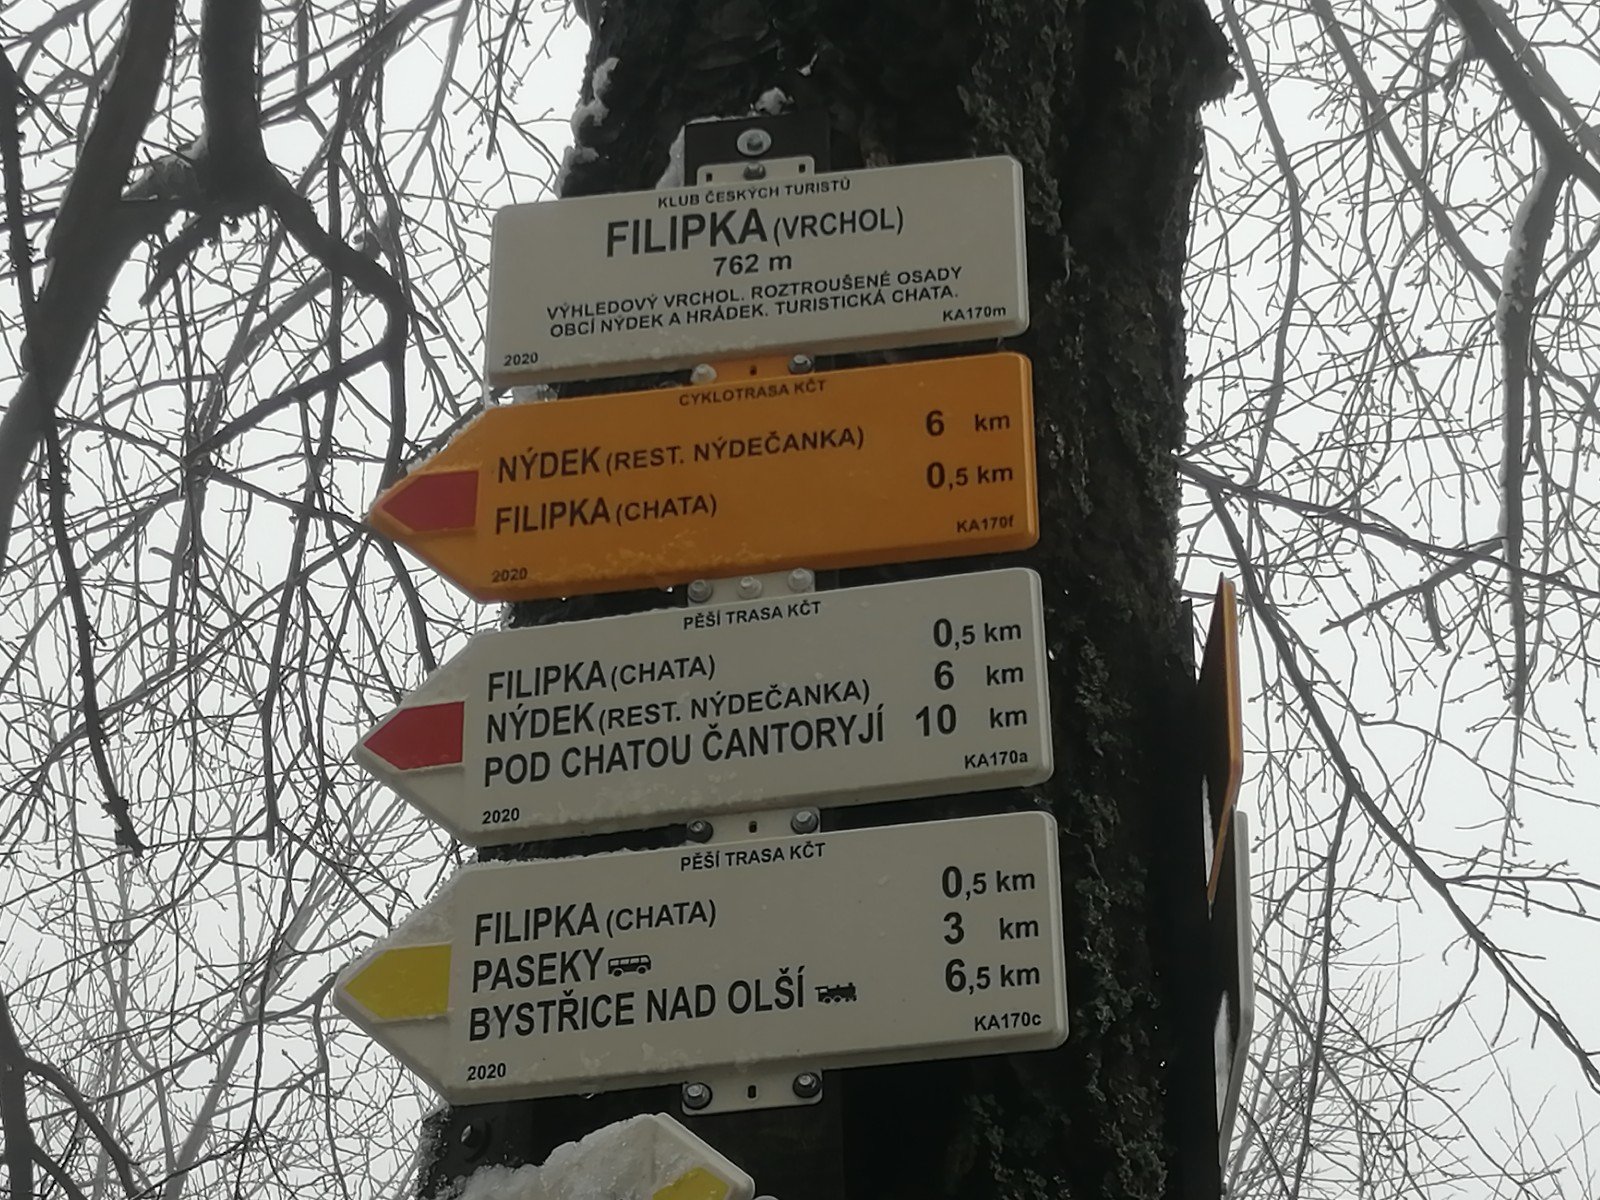 KLUB ČESKÝCH TURISTŮ
FILIPKA (VRCHOL)
762 m
VÝHLEDOVÝ VRCHOL. ROZTROUŠENÉ OSADY
OBCÍ NÝDEK A HRÁDEK. TURISTICKÁ CHATA.
KA170m
2020
CYKLOTRASA KČT
NÝDEK (REST. NÝDEČANKA) 6 km
FILIPKA (CHATA) 0,5 km
KA170f
2020
PĚŠÍ TRASA KČT
FILIPKA (CHATA) 0,5 km
NÝDEK (REST. NÝDEČANKA) 6 km
POD CHATOU ČANTORYJÍ 10 km
KA170a
2020
PĚŠÍ TRASA KČT
FILIPKA (CHATA) 0,5 km
PASEKY 3 km
BYSTŘICE NAD OLŠÍ 6,5 km
KA170c
2020